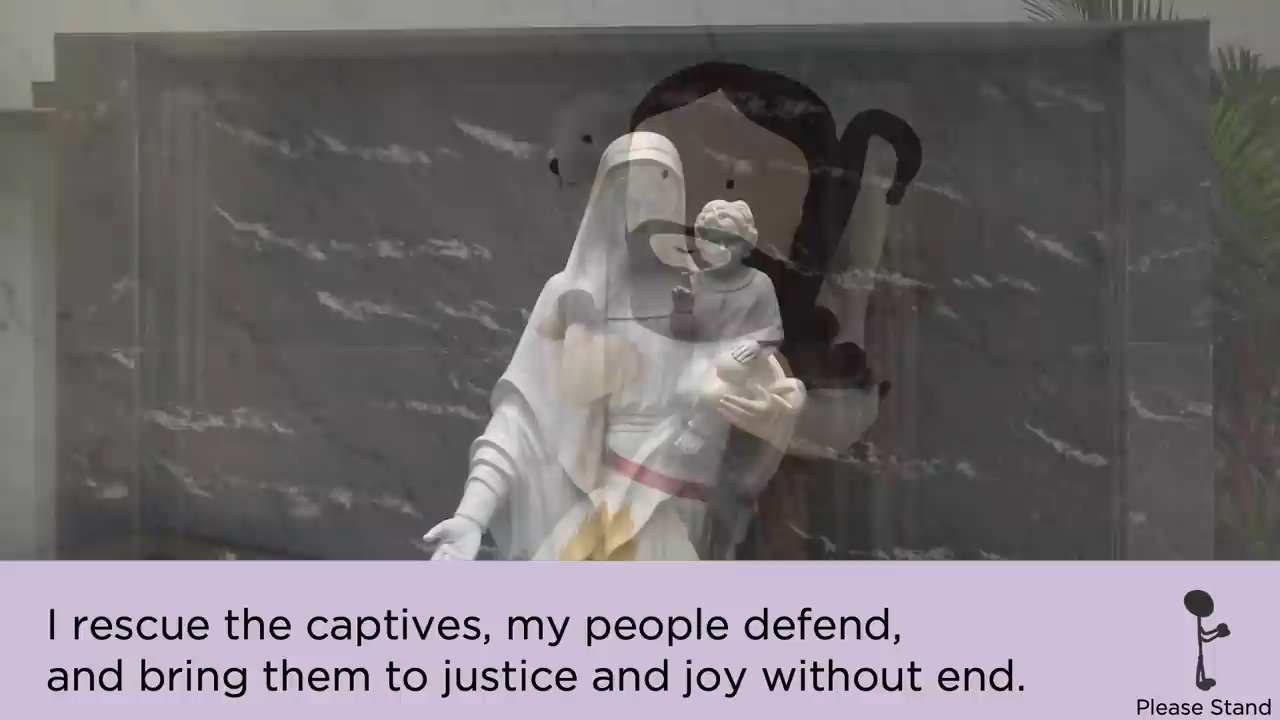 I rescue the captives, my people defend,
and bring them to justice and joy without end.
Please Stand